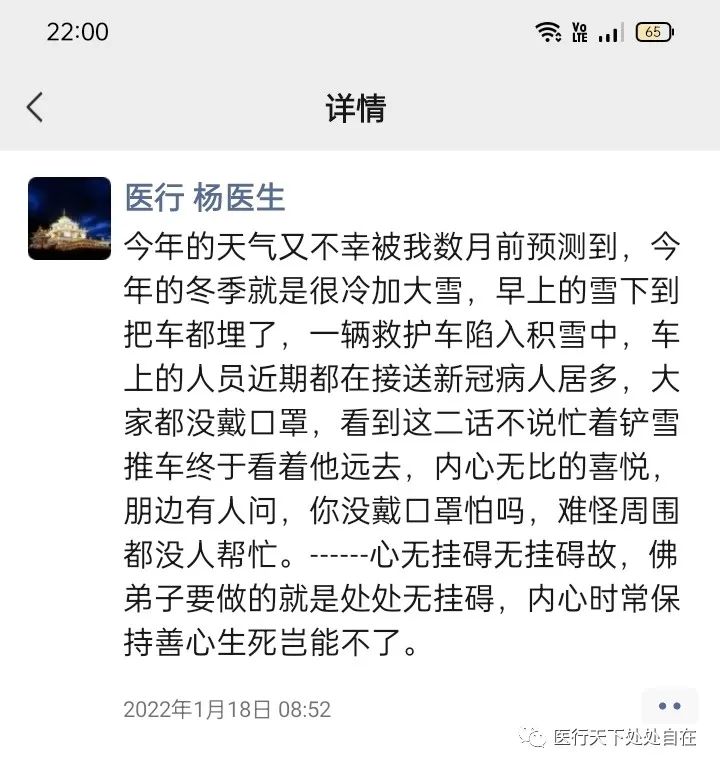 22:00
Vo
LTE
65
详情
医行 杨医生
今年的天气又不幸被我数月前预测到，今
年的冬季就是很冷加大雪，早上的雪下到
把车都埋了，一辆救护车陷入积雪中，车
上的人员近期都在接送新冠病人居多，大
家都没戴口罩，看到这二话不说忙着铲雪
推车终于看着他远去，内心无比的喜悦，
朋边有人问，你没戴口罩怕吗，难怪周围
都没人帮忙。------心无挂碍无挂碍故，佛
弟子要做的就是处处无挂碍，内心时常保
持善心生死岂能不了。
2022年1月18日 08:52
医行天下处处自在